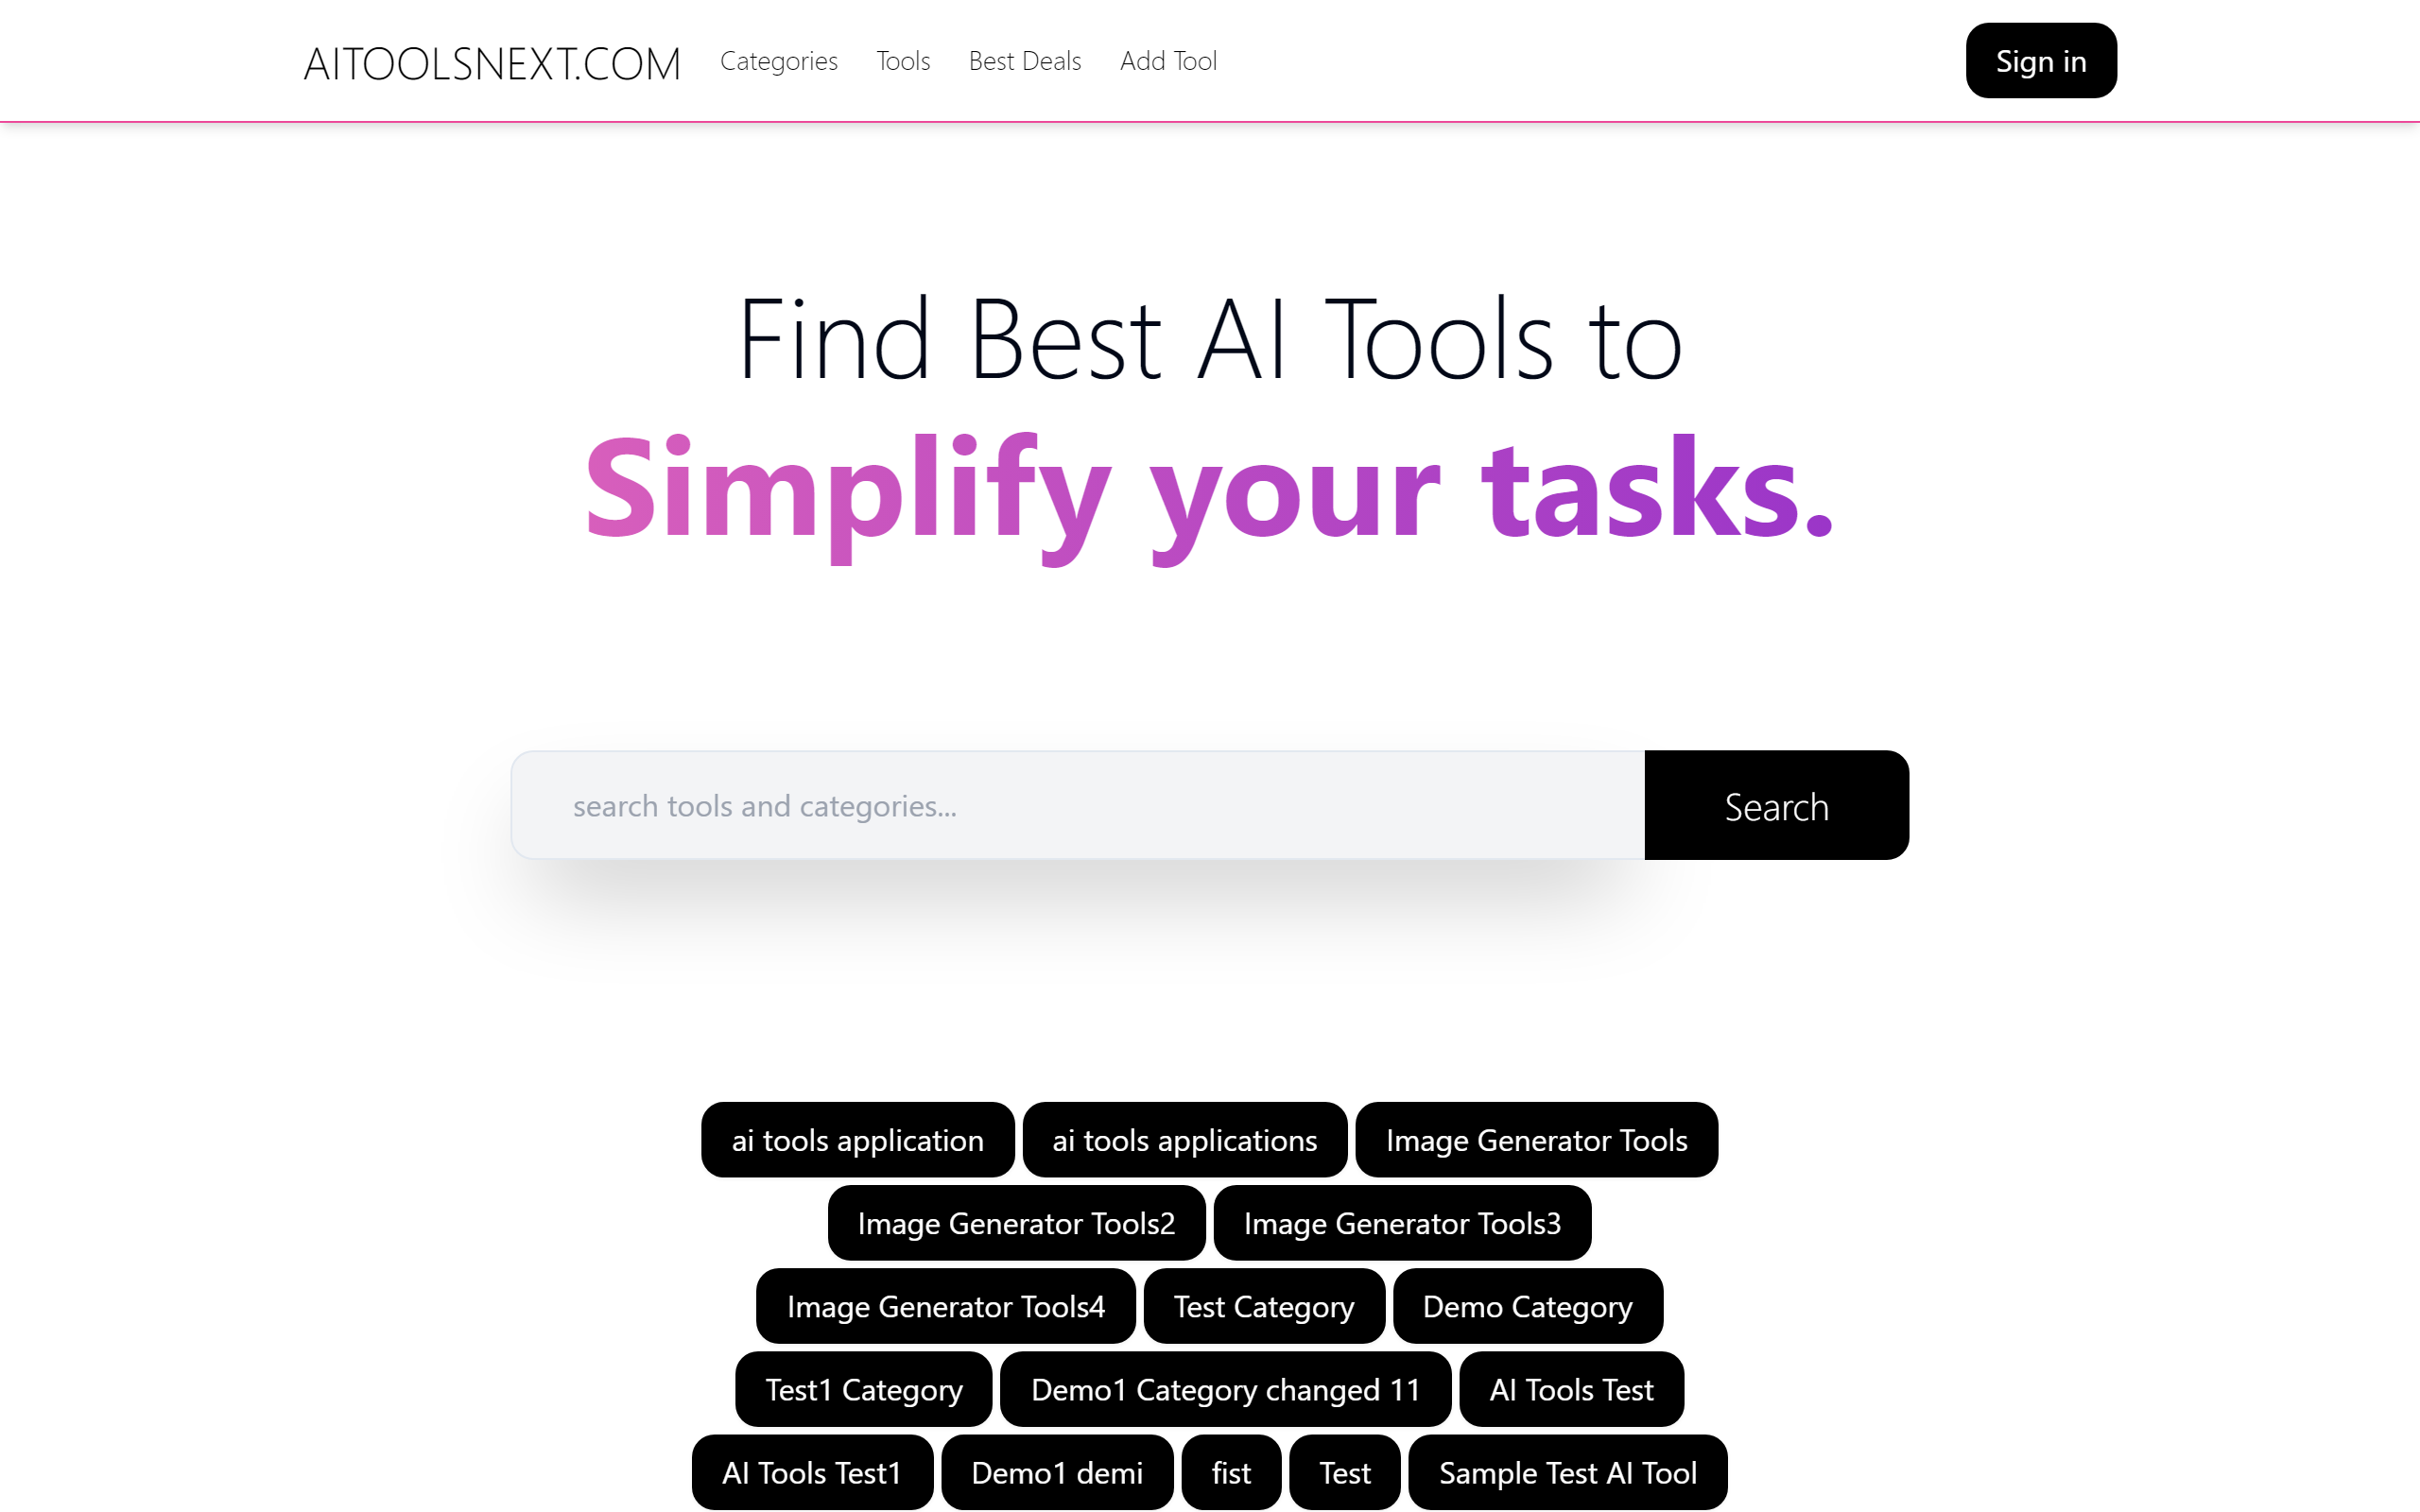 AITOOLSNEXT.COM Categories Tools Best Deals Add Tool Sign in
Find Best AI Tools to
Simplify your tasks.
search tools and categories... Search
ai tools application ai tools applications Image Generator Tools
Image Generator Tools2 Image Generator Tools3
Image Generator Tools4 Test Category Demo Category
Test1 Category Demo1 Category changed 11 AI Tools Test
AI Tools Test1 Demo1 demi fist Test Sample Test AI Tool